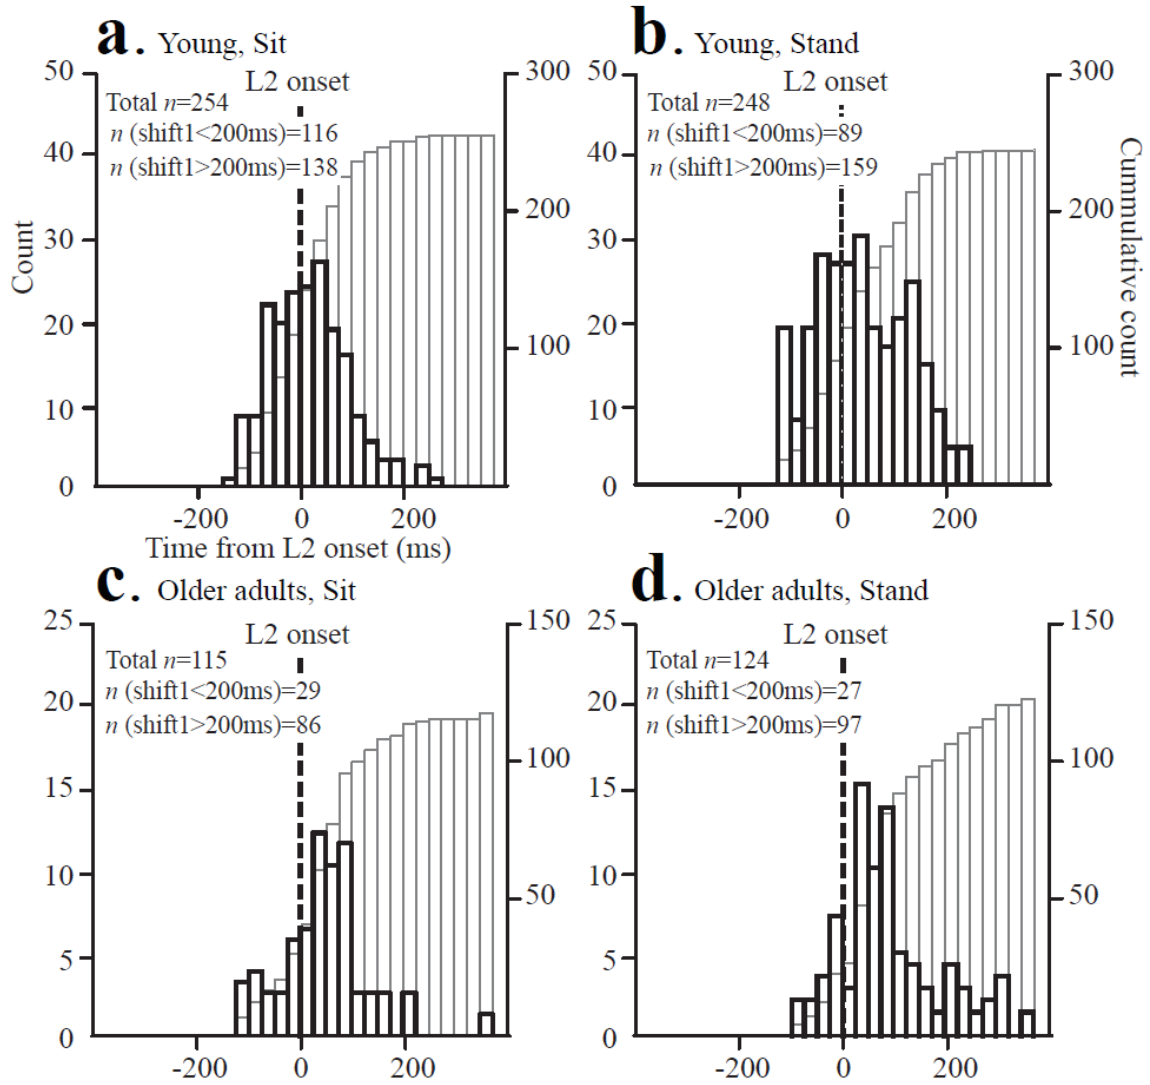 a. Young, Sit
50
L2 onset
300
Total n=254
n (shift1<200ms)=116
n (shift1>200ms)=138
40
200
30
Count
20
100
10
0
-200 0 200
Time from L2 onset (ms)
b. Young, Stand
50
L2 onset
300
Total n=248
n (shift1<200ms)=89
n (shift1>200ms)=159
40
200
30
Cummulative count
20
100
10
0
-200 0 200
c. Older adults, Sit
25
L2 onset
150
Total n=115
n (shift1<200ms)=29
n (shift1>200ms)=86
20
100
15
10
50
5
0
-200 0 200
d. Older adults, Stand
25
L2 onset
150
Total n=124
n (shift1<200ms)=27
n (shift1>200ms)=97
20
100
15
10
50
5
0
-200 0 200